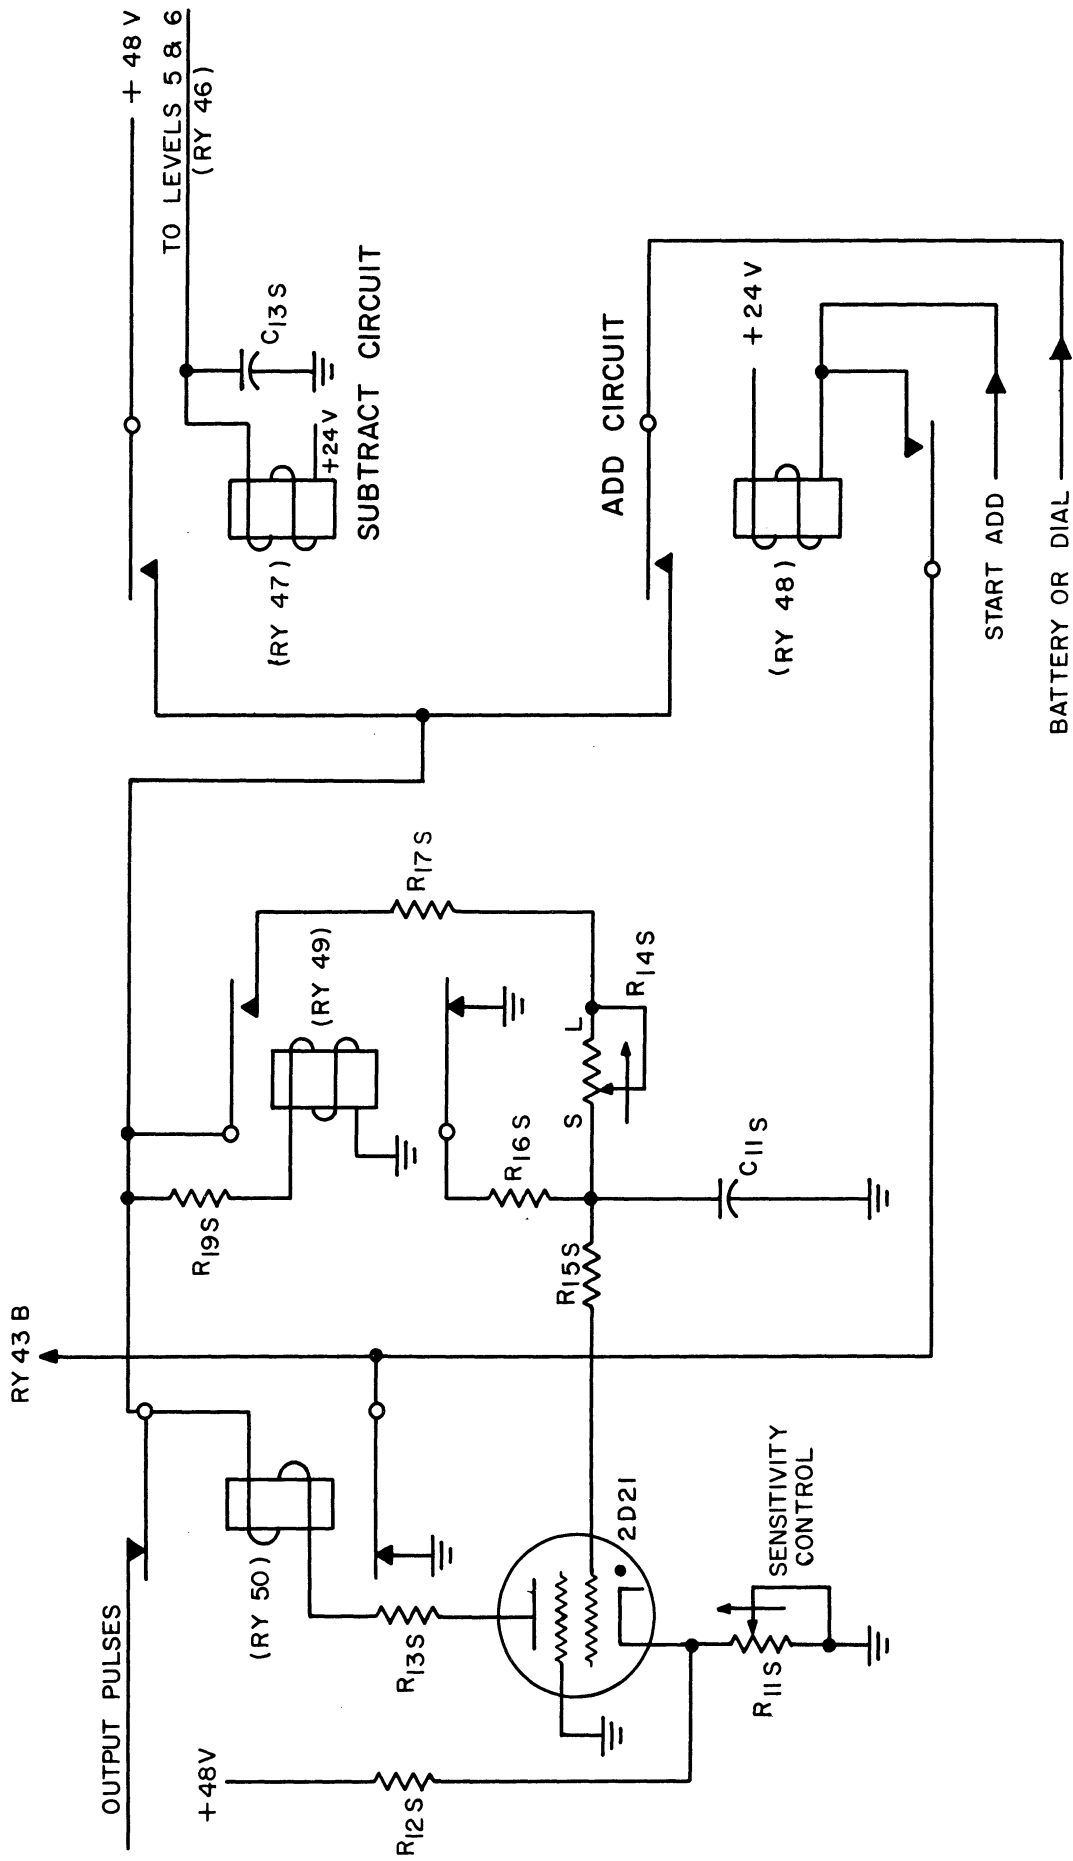 RY 43 B
OUTPUT PULSES
+48V
R12S
(RY 50)
R13S
2D21
SENSITIVITY
CONTROL
R11S
R19S
(RY 49)
R15S
R16S
S
L
R14S
C11S
R17S
+ 48 V
TO LEVELS 5 & 6
(RY 46)
C13S
+24V
(RY 47)
SUBTRACT CIRCUIT
ADD CIRCUIT
+24V
(RY 48)
START ADD
BATTERY OR DIAL